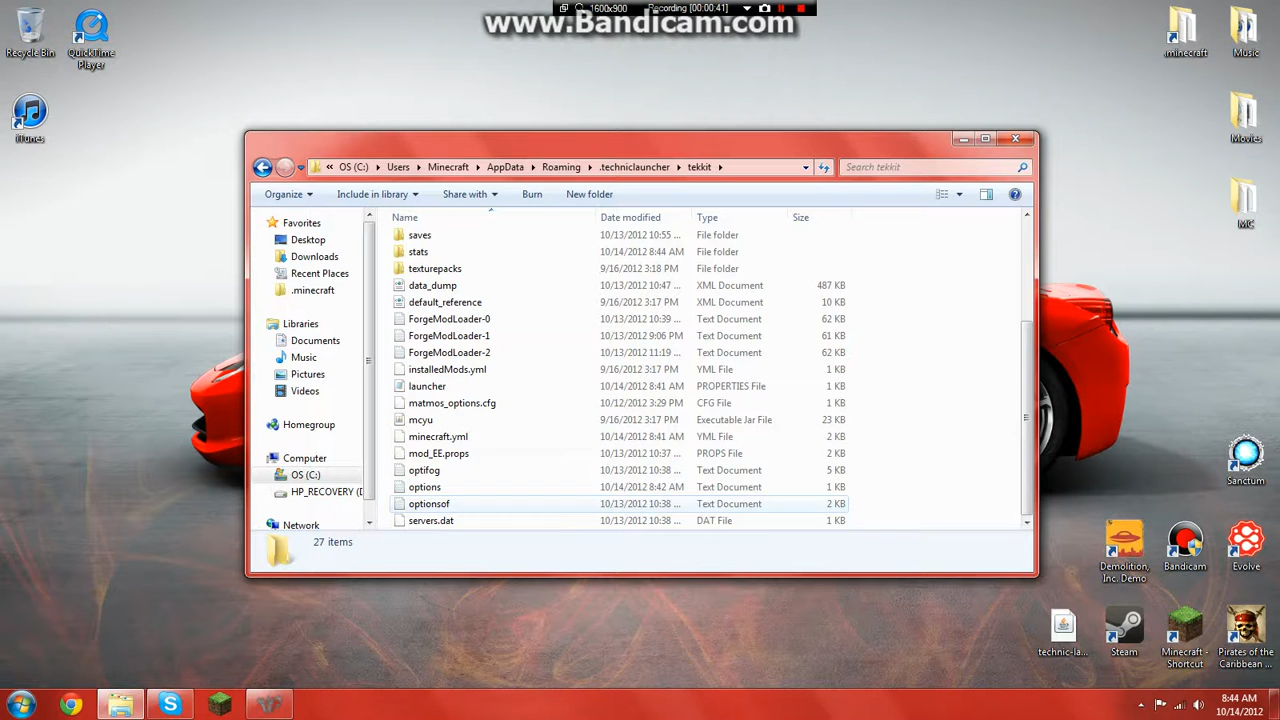 1600x900 Recording [00:00:41]
www.Bandicam.com
Recycle Bin
QuickTime Player
iTunes
.minecraft
Music
Movies
MC
Sanctum
Demolition, Inc. Demo
Bandicam
Evolve
technic-la...
Steam
Minecraft - Shortcut
Pirates of the Caribbean ...
« OS (C:) Users Minecraft AppData Roaming .techniclauncher tekkit
Search tekkit
Organize Include in library Share with Burn New folder
Favorites
Desktop
Downloads
Recent Places
.minecraft
Libraries
Documents
Music
Pictures
Videos
Homegroup
Computer
OS (C:)
HP_RECOVERY (D
Network
Name Date modified Type Size
saves 10/13/2012 10:55 ... File folder
stats 10/14/2012 8:44 AM File folder
texturepacks 9/16/2012 3:18 PM File folder
data_dump 10/13/2012 10:47 ... XML Document 487 KB
default_reference 9/16/2012 3:17 PM XML Document 10 KB
ForgeModLoader-0 10/13/2012 10:39 ... Text Document 62 KB
ForgeModLoader-1 10/13/2012 9:06 PM Text Document 61 KB
ForgeModLoader-2 10/13/2012 11:19 ... Text Document 62 KB
installedMods.yml 9/16/2012 3:17 PM YML File 1 KB
launcher 10/14/2012 8:41 AM PROPERTIES File 1 KB
matmos_options.cfg 10/12/2012 3:29 PM CFG File 1 KB
mcyu 9/16/2012 3:17 PM Executable Jar File 23 KB
minecraft.yml 10/14/2012 8:41 AM YML File 2 KB
mod_EE.props 10/13/2012 10:37 ... PROPS File 2 KB
optifog 10/13/2012 10:38 ... Text Document 5 KB
options 10/14/2012 8:42 AM Text Document 1 KB
optionsof 10/13/2012 10:38 ... Text Document 2 KB
servers.dat 10/13/2012 10:38 ... DAT File 1 KB
27 items
8:44 AM
10/14/2012